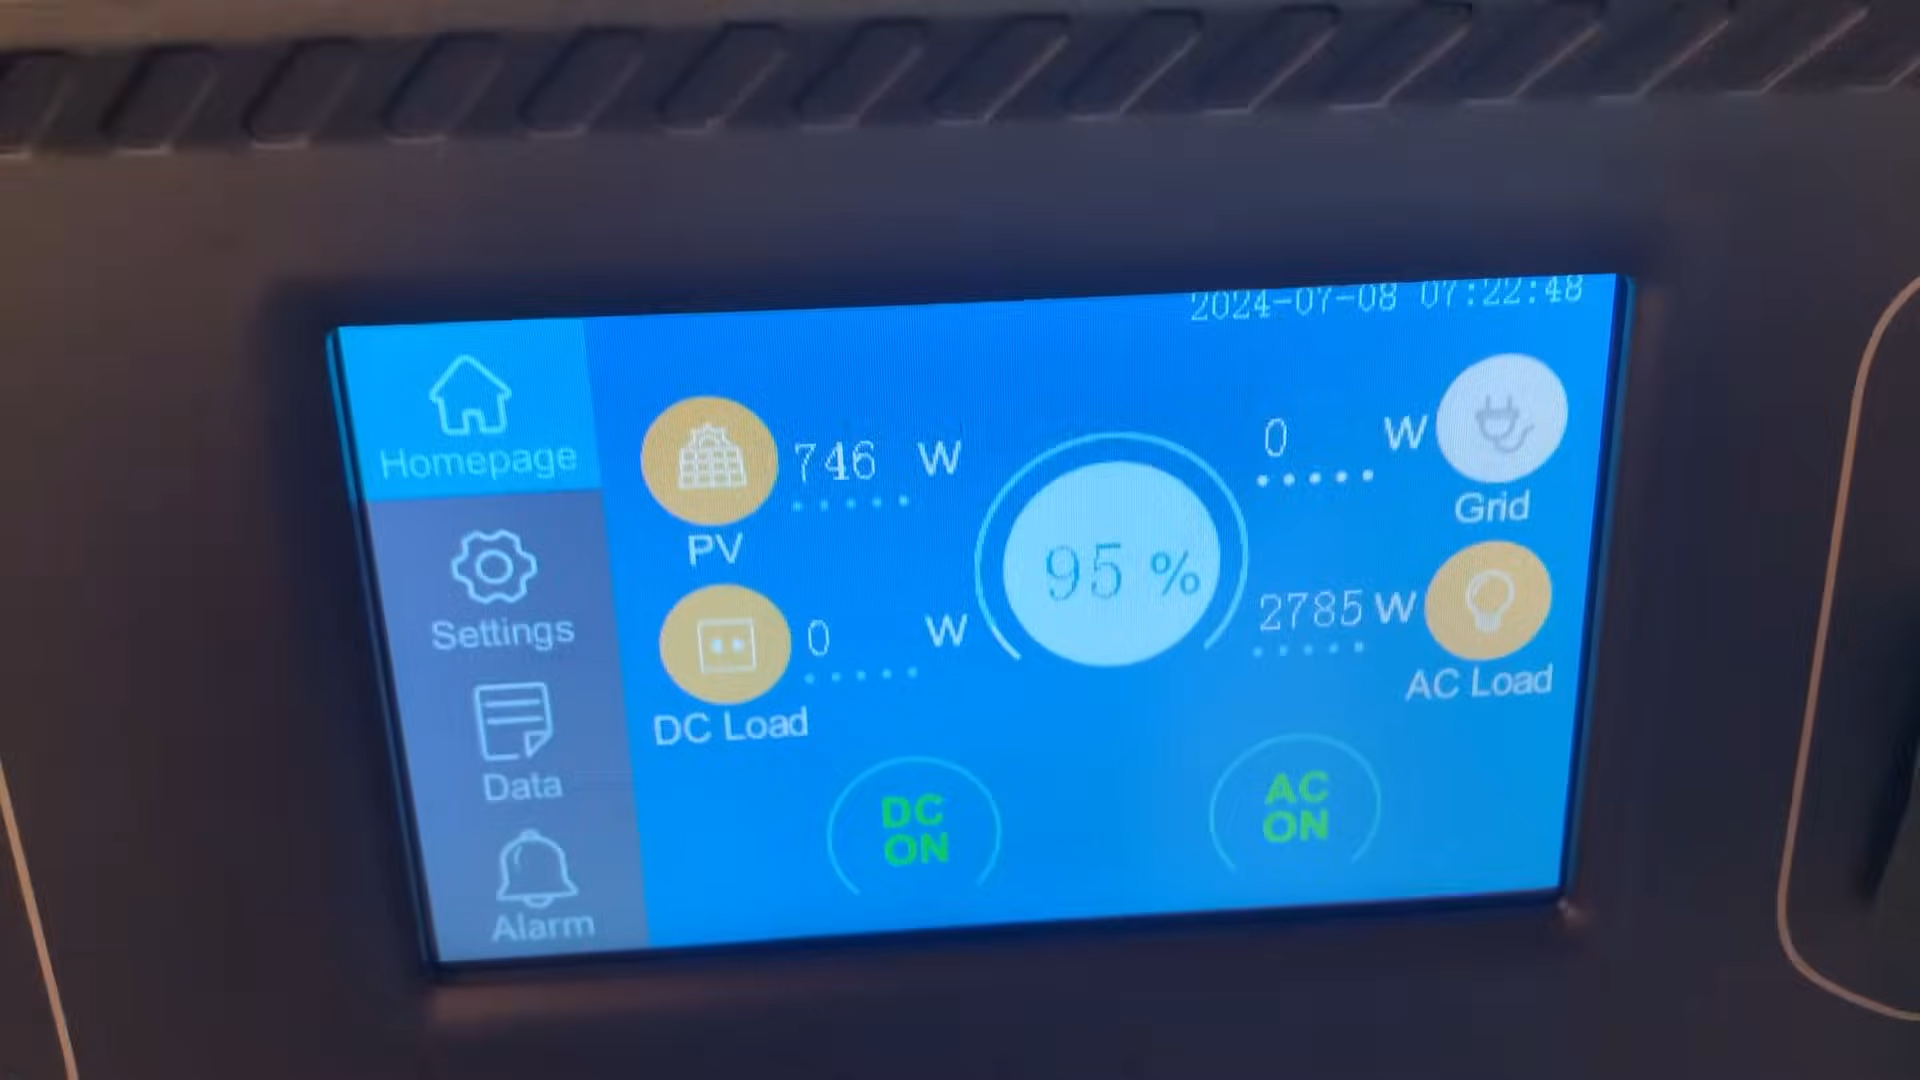 2024-07-08 07:22:48
Homepage
Settings
Data
Alarm
746 W
PV
0 W
DC Load
95 %
0 W
Grid
2785 W
AC Load
DC
ON
AC
ON